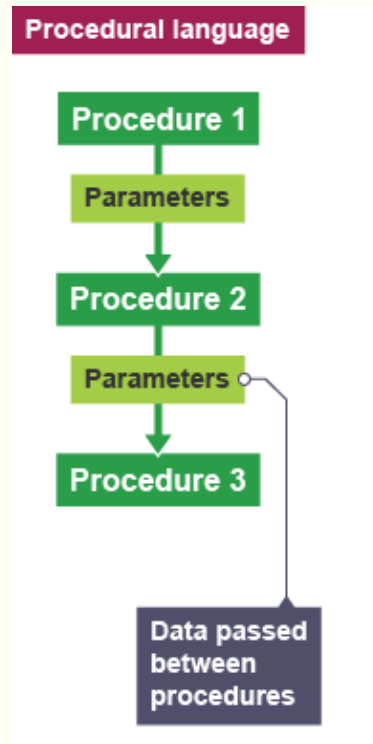 Procedural language
Procedure 1
Parameters
Procedure 2
Parameters
Procedure 3
Data passed
between
procedures